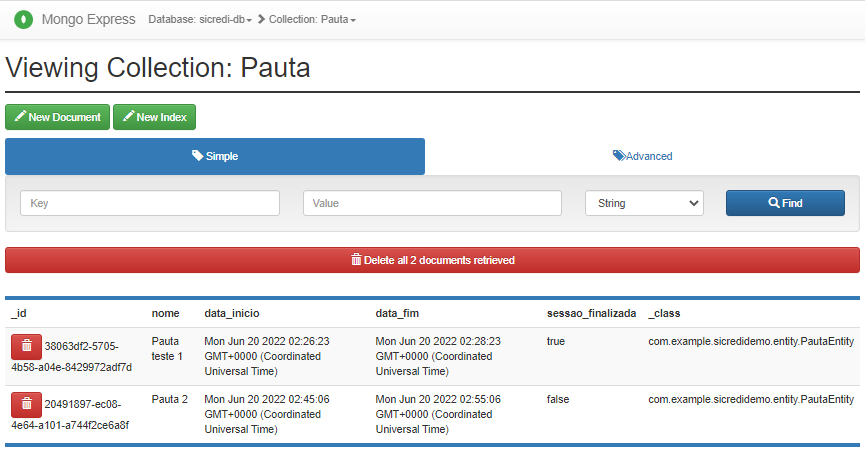 Mongo Express Database: sicredi-db Collection: Pauta
Viewing Collection: Pauta
New Document New Index
Simple Advanced
Key Value String Find
Delete all 2 documents retrieved
_id nome data_inicio data_fim sessao_finalizada _class
38063df2-5705- Pauta Mon Jun 20 2022 02:26:23 Mon Jun 20 2022 02:28:23 true com.example.sicredidemo.entity.PautaEntity
4b58-a04e-8429972adf7d teste 1 GMT+0000 (Coordinated GMT+0000 (Coordinated
Universal Time) Universal Time)
20491897-ec08- Pauta 2 Mon Jun 20 2022 02:45:06 Mon Jun 20 2022 02:55:06 false com.example.sicredidemo.entity.PautaEntity
4e64-a101-a744f2ce6a8f GMT+0000 (Coordinated GMT+0000 (Coordinated
Universal Time) Universal Time)